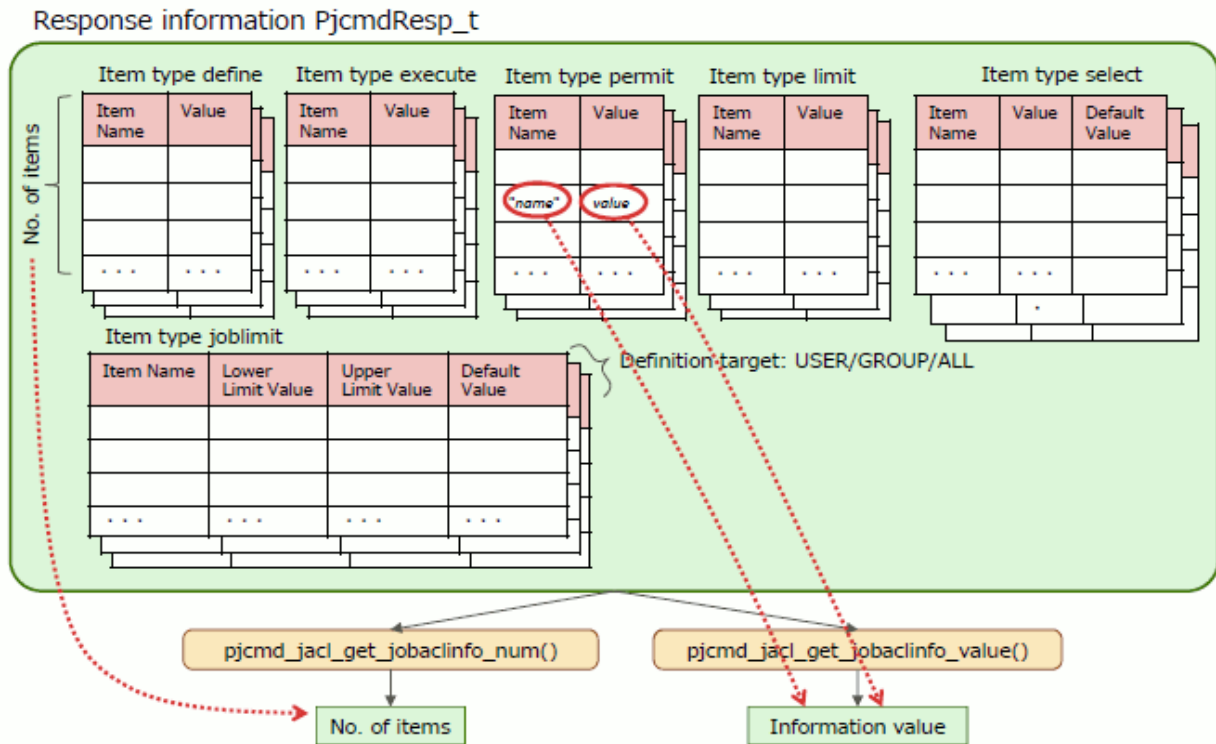 Response information PjcmdResp_t
Item type define
Item type execute
Item type permit
Item type limit
Item type select
No. of items
Item Name
Value
Item Name
Value
Item Name
Value
Item Name
Value
Item Name
Value
Default Value
"name"
value
. . .
. . .
. . .
. . .
. . .
. . .
. . .
. . .
. . .
. . .
Item type joblimit
Definition target: USER/GROUP/ALL
Item Name
Lower Limit Value
Upper Limit Value
Default Value
. . .
. . .
. . .
. . .
pjcmd_jacl_get_jobaclinfo_num()
pjcmd_jacl_get_jobaclinfo_value()
No. of items
Information value